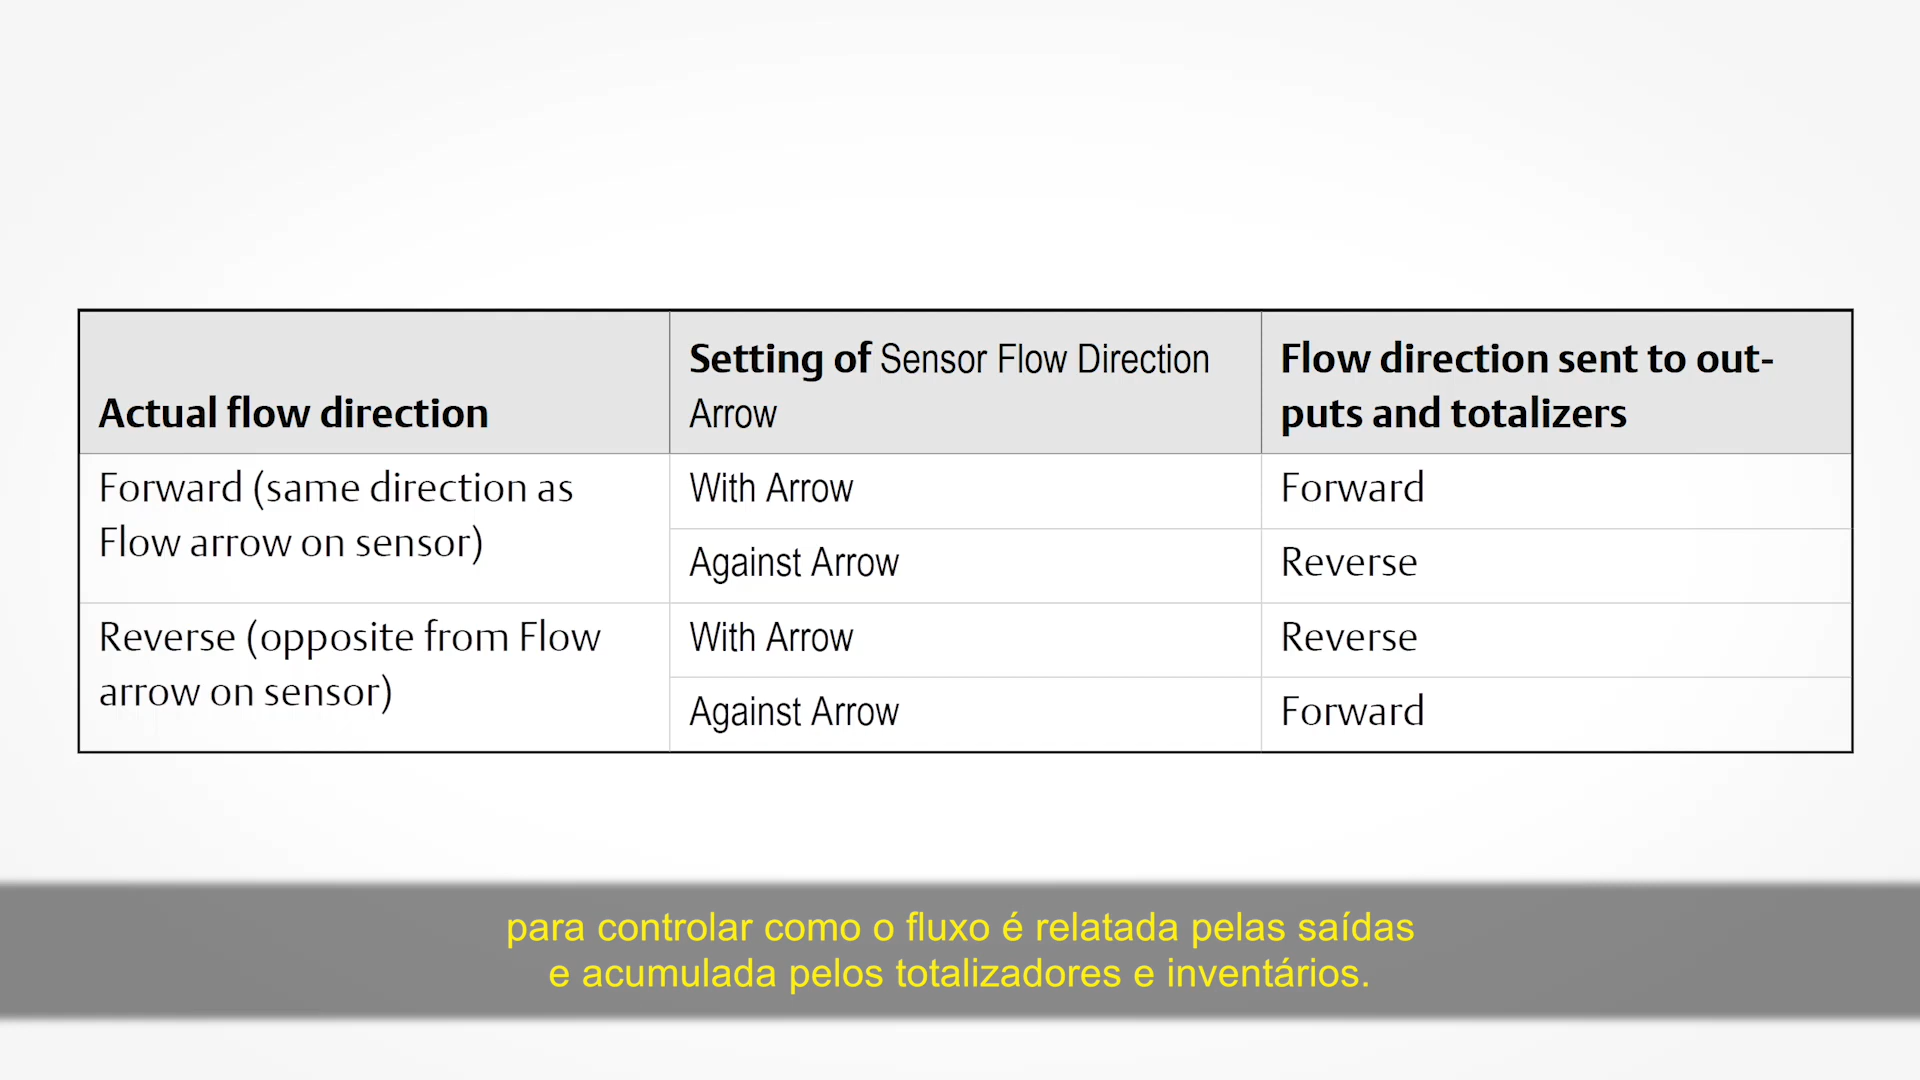 Actual flow direction
Setting of Sensor Flow Direction
Arrow
Flow direction sent to out-
puts and totalizers
Forward (same direction as
Flow arrow on sensor)
With Arrow
Forward
Against Arrow
Reverse
Reverse (opposite from Flow
arrow on sensor)
With Arrow
Reverse
Against Arrow
Forward
para controlar como o fluxo é relatada pelas saídas
e acumulada pelos totalizadores e inventários.